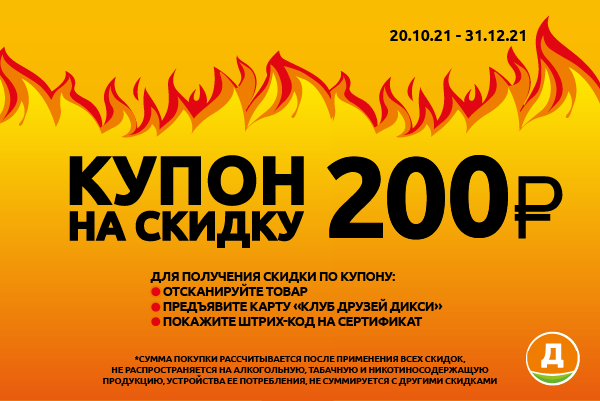 20.10.21 - 31.12.21
КУПОН
НА СКИДКУ
200₽
ДЛЯ ПОЛУЧЕНИЯ СКИДКИ ПО КУПОНУ:
● ОТСКАНИРУЙТЕ ТОВАР
● ПРЕДЪЯВИТЕ КАРТУ «КЛУБ ДРУЗЕЙ ДИКСИ»
● ПОКАЖИТЕ ШТРИХ-КОД НА СЕРТИФИКАТ
Д
*СУММА ПОКУПКИ РАССЧИТЫВАЕТСЯ ПОСЛЕ ПРИМЕНЕНИЯ ВСЕХ СКИДОК,
НЕ РАСПРОСТРАНЯЕТСЯ НА АЛКОГОЛЬНУЮ, ТАБАЧНУЮ И НИКОТИНОСОДЕРЖАЩУЮ
ПРОДУКЦИЮ, УСТРОЙСТВА ЕЕ ПОТРЕБЛЕНИЯ, НЕ СУММИРУЕТСЯ С ДРУГИМИ СКИДКАМИ